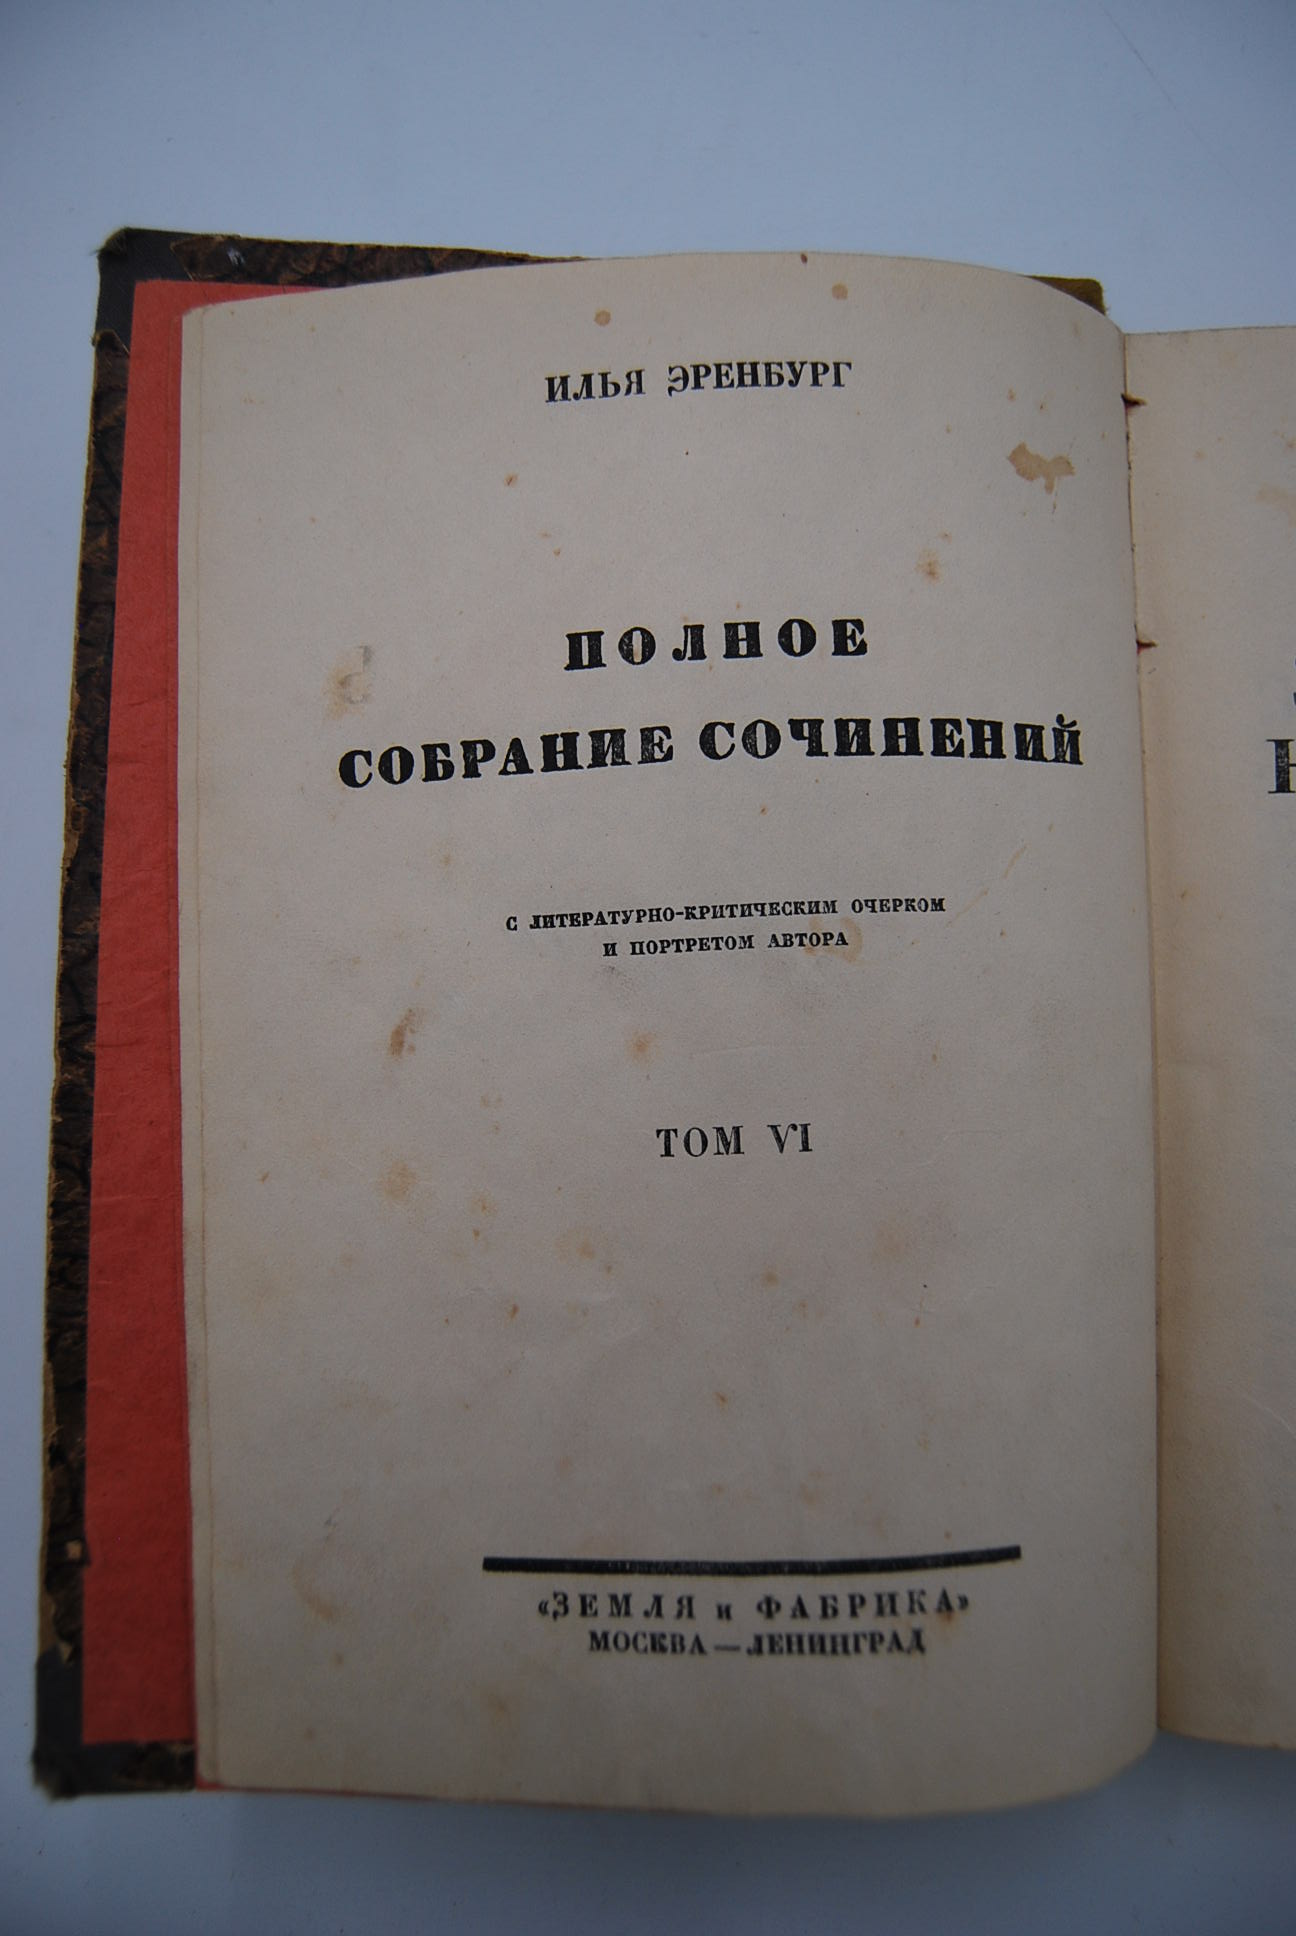 ИЛЬЯ ЭРЕНБУРГ
ПОЛНОЕ
СОБРАНИЕ СОЧИНЕНИЙ
С ЛИТЕРАТУРНО-КРИТИЧЕСКИМ ОЧЕРКОМ
И ПОРТРЕТОМ АВТОРА
ТОМ VI
«ЗЕМЛЯ и ФАБРИКА»
МОСКВА — ЛЕНИНГРАД